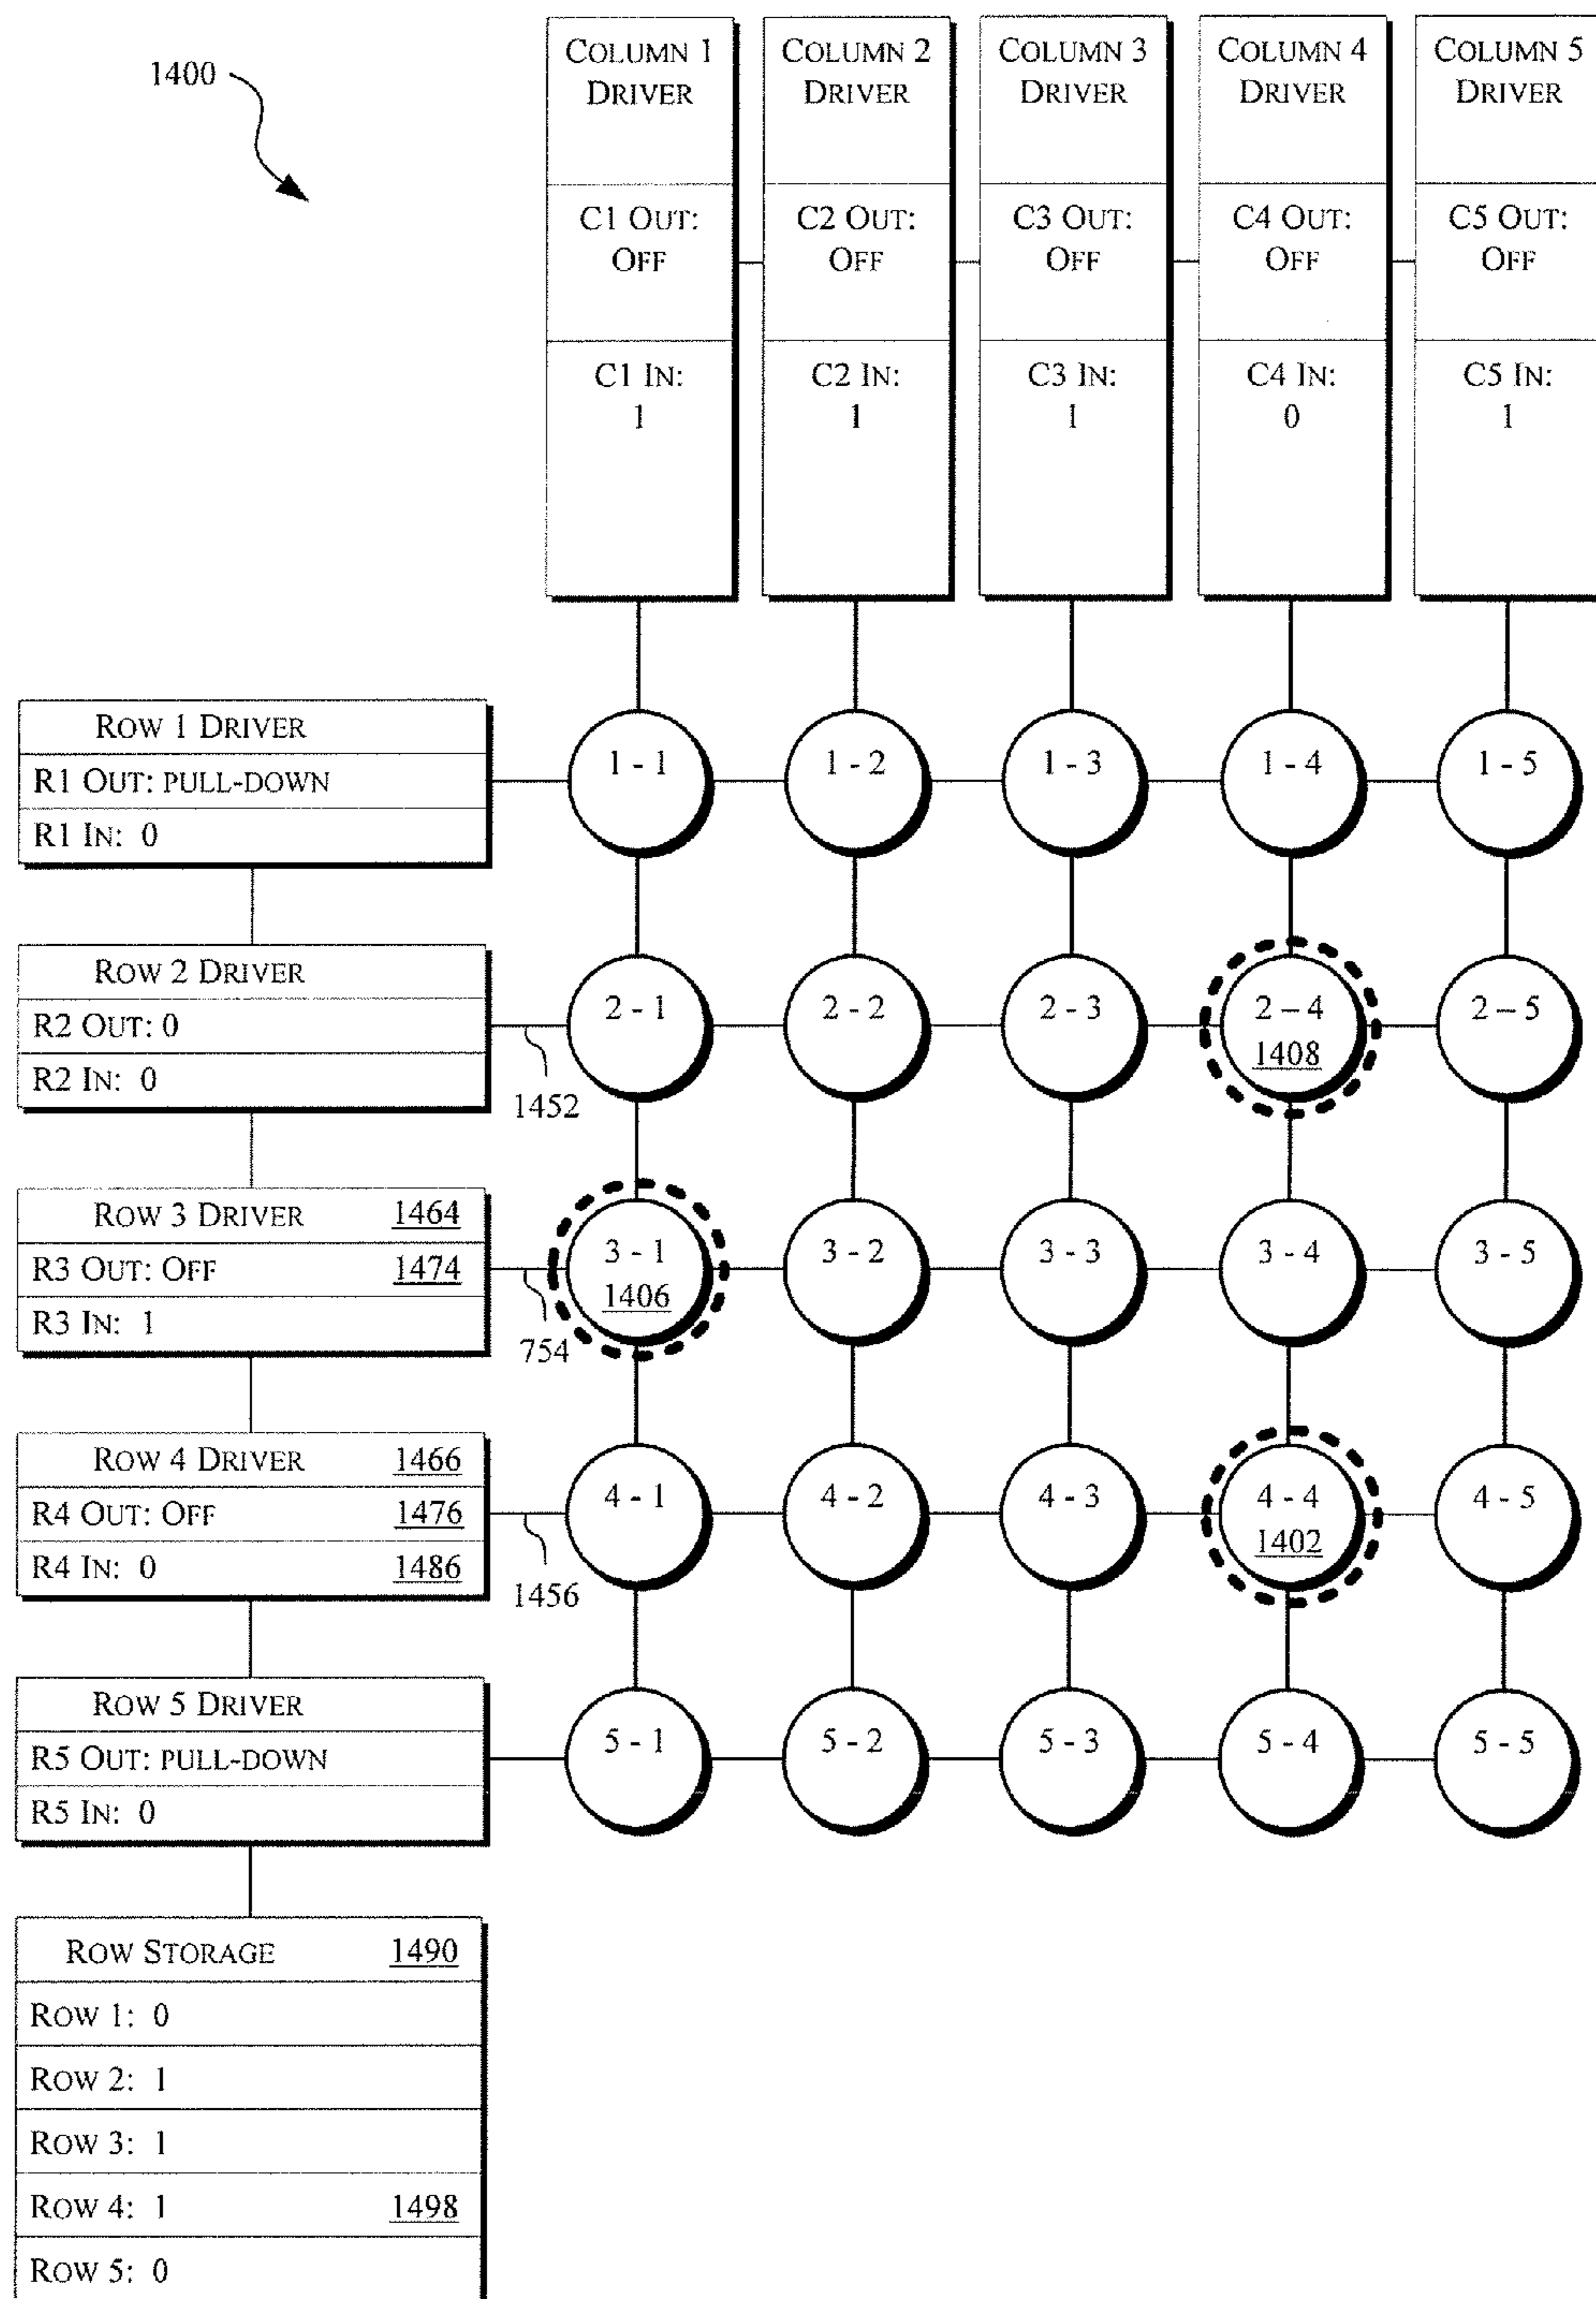 1400
COLUMN 1
DRIVER
C1 OUT:
OFF
C1 IN:
1
COLUMN 2
DRIVER
C2 OUT:
OFF
C2 IN:
1
COLUMN 3
DRIVER
C3 OUT:
OFF
C3 IN:
1
COLUMN 4
DRIVER
C4 OUT:
OFF
C4 IN:
0
COLUMN 5
DRIVER
C5 OUT:
OFF
C5 IN:
1
ROW 1 DRIVER
R1 OUT: PULL-DOWN
R1 IN: 0
1 - 1
1 - 2
1 - 3
1 - 4
1 - 5
ROW 2 DRIVER
R2 OUT: 0
R2 IN: 0
1452
2 - 1
2 - 2
2 - 3
2 – 4
1408
2 – 5
ROW 3 DRIVER 1464
R3 OUT: OFF 1474
R3 IN: 1
754
3 - 1
1406
3 - 2
3 - 3
3 - 4
3 - 5
ROW 4 DRIVER 1466
R4 OUT: OFF 1476
R4 IN: 0 1486
1456
4 - 1
4 - 2
4 - 3
4 - 4
1402
4 - 5
ROW 5 DRIVER
R5 OUT: PULL-DOWN
R5 IN: 0
5 - 1
5 - 2
5 - 3
5 - 4
5 - 5
ROW STORAGE 1490
ROW 1: 0
ROW 2: 1
ROW 3: 1
ROW 4: 1 1498
ROW 5: 0